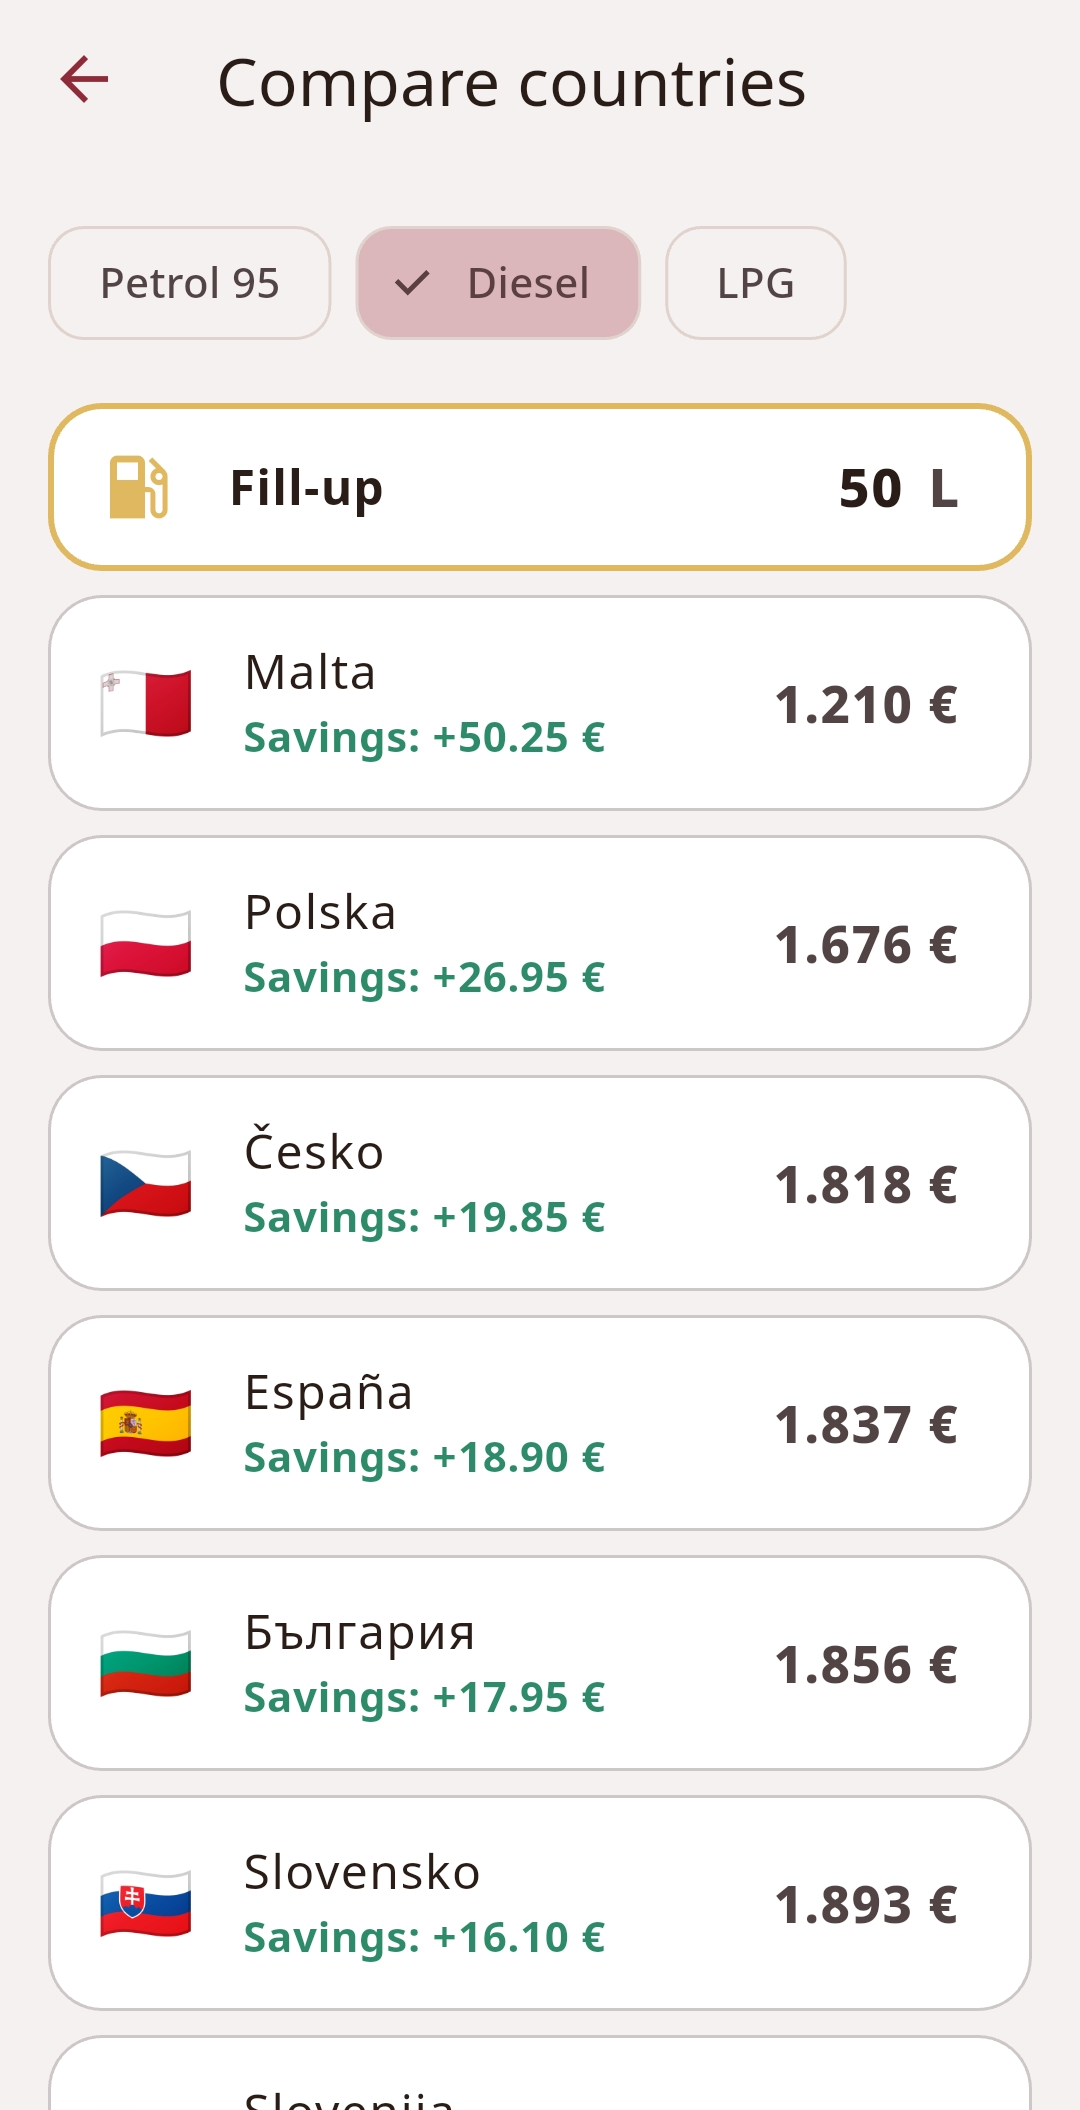 Compare countries
Petrol 95
Diesel
LPG
Fill-up
50 L
Malta
Savings: +50.25 €
1.210 €
Polska
Savings: +26.95 €
1.676 €
Česko
Savings: +19.85 €
1.818 €
España
Savings: +18.90 €
1.837 €
България
Savings: +17.95 €
1.856 €
Slovensko
Savings: +16.10 €
1.893 €
Slovenija